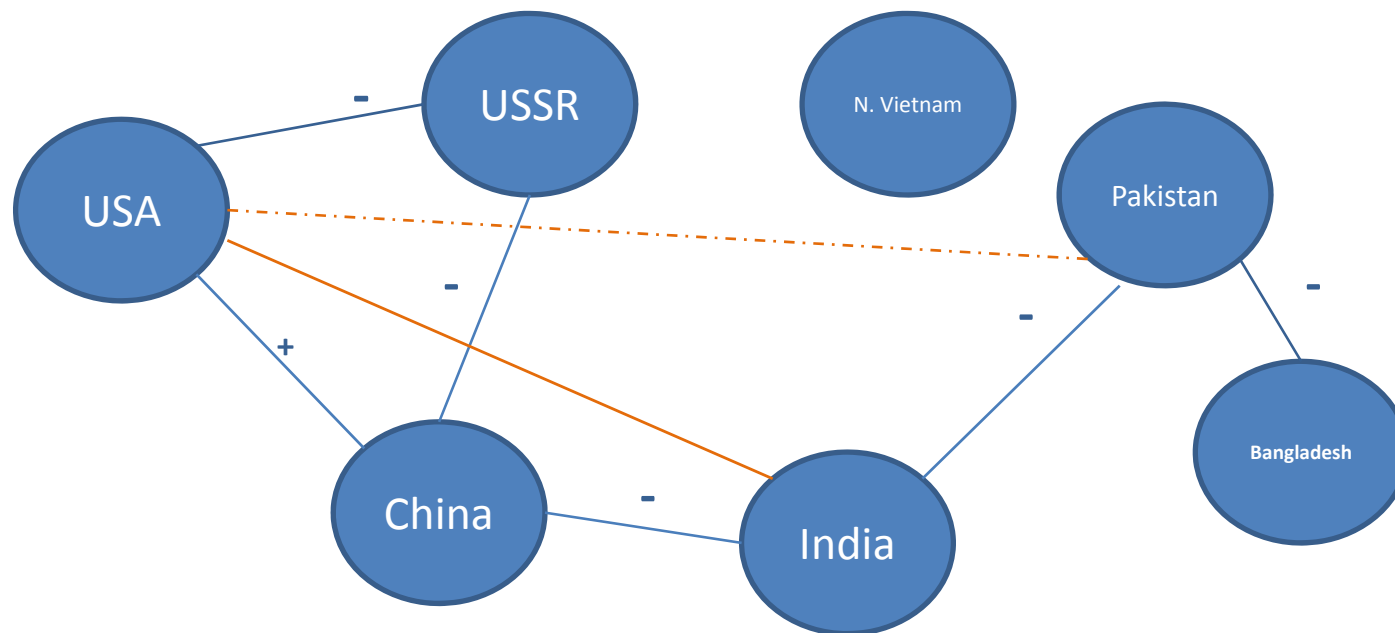 -
USSR
N. Vietnam
USA
Pakistan
-
-
-
+
-
Bangladesh
China
India